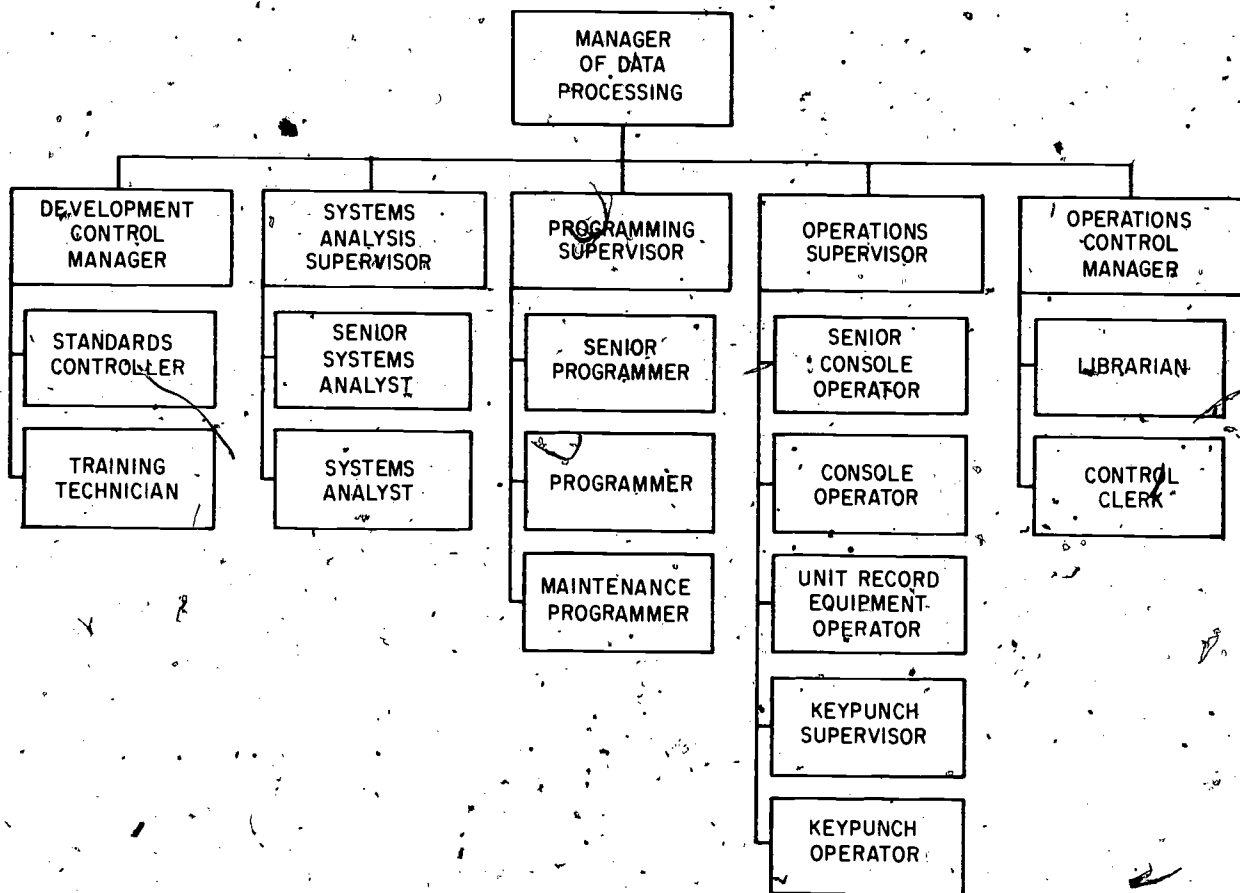 MANAGER
OF DATA
PROCESSING
DEVELOPMENT
CONTROL
MANAGER
STANDARDS
CONTROLLER
TRAINING
TECHNICIAN
SYSTEMS
ANALYSIS
SUPERVISOR
SENIOR
SYSTEMS
ANALYST
SYSTEMS
ANALYST
PROGRAMMING
SUPERVISOR
SENIOR
PROGRAMMER
PROGRAMMER
MAINTENANCE
PROGRAMMER
OPERATIONS
SUPERVISOR
SENIOR
CONSOLE
OPERATOR
CONSOLE
OPERATOR
UNIT RECORD
EQUIPMENT
OPERATOR
KEYPUNCH
SUPERVISOR
KEYPUNCH
OPERATOR
OPERATIONS
CONTROL
MANAGER
LIBRARIAN
CONTROL
CLERK